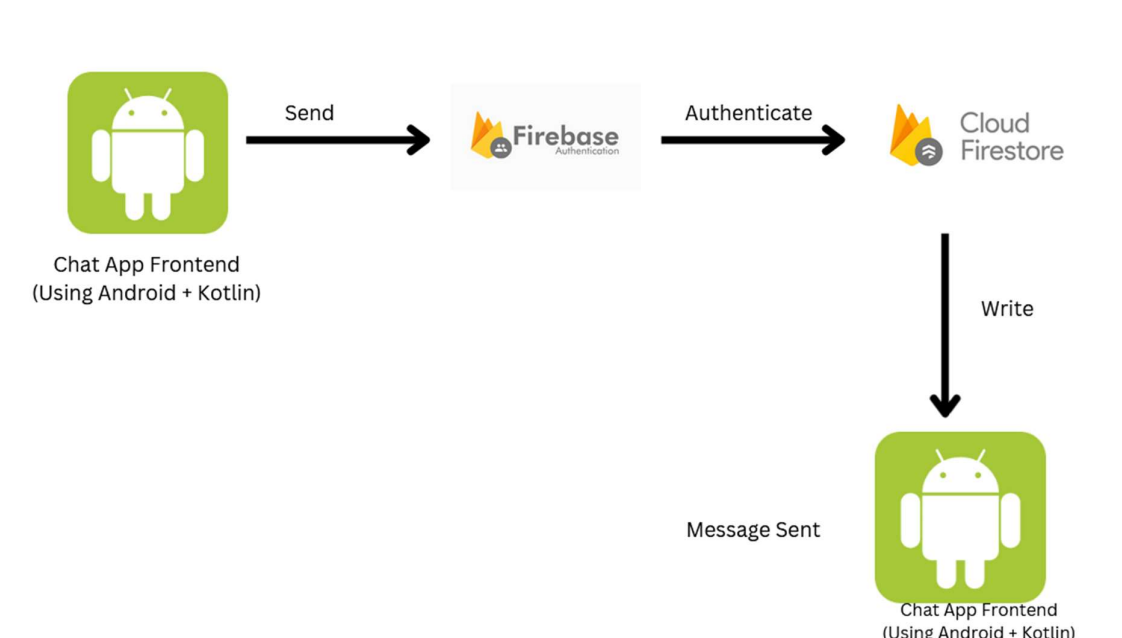 Send
Authenticate
Firebase
Authentication
Cloud
Firestore
Chat App Frontend
(Using Android + Kotlin)
Write
Message Sent
Chat App Frontend
(Using Android + Kotlin)